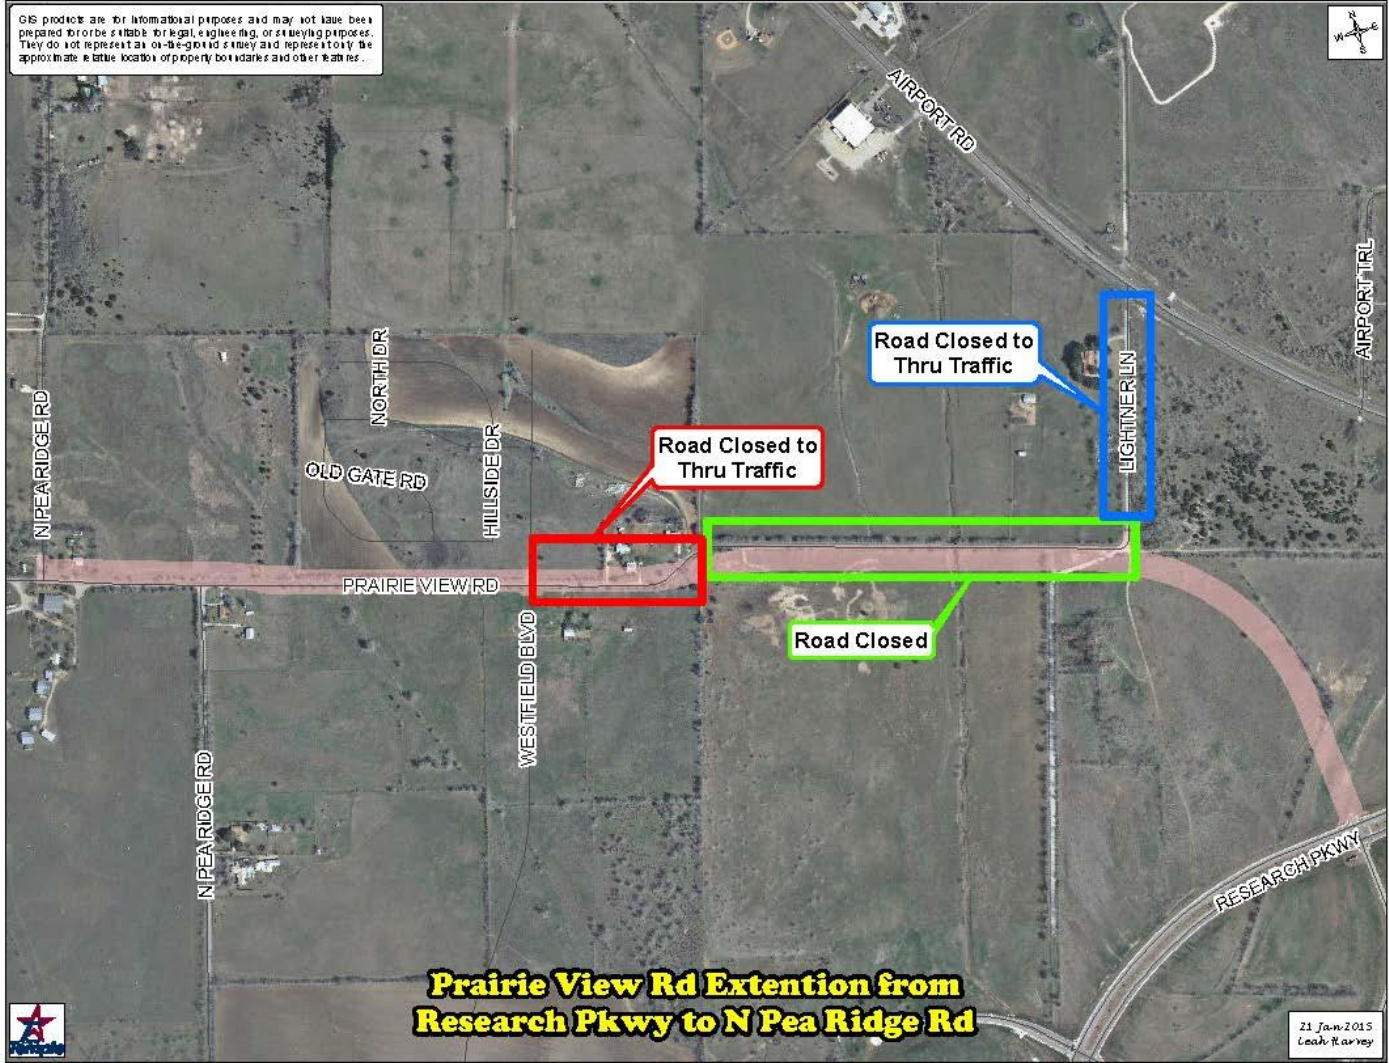 GIS products are for informational purposes and may not have been
prepared for or be suitable for legal, engineering, or surveying purposes.
They do not represent an on-the-ground survey and represent only the
approximate relative location of property boundaries and other features.
N
W E
S
AIRPORT RD
AIRPORT TRL
Road Closed to
Thru Traffic
LIGHTNER LN
NORTH DR
N PEA RIDGE RD
HILLSIDE DR
OLD GATE RD
Road Closed to
Thru Traffic
PRAIRIE VIEW RD
Road Closed
WESTFIELD BLVD
N PEA RIDGE RD
RESEARCH PKWY
Prairie View Rd Extention from
Research Pkwy to N Pea Ridge Rd
Temple
21 Jan 2015
Leah Harvey